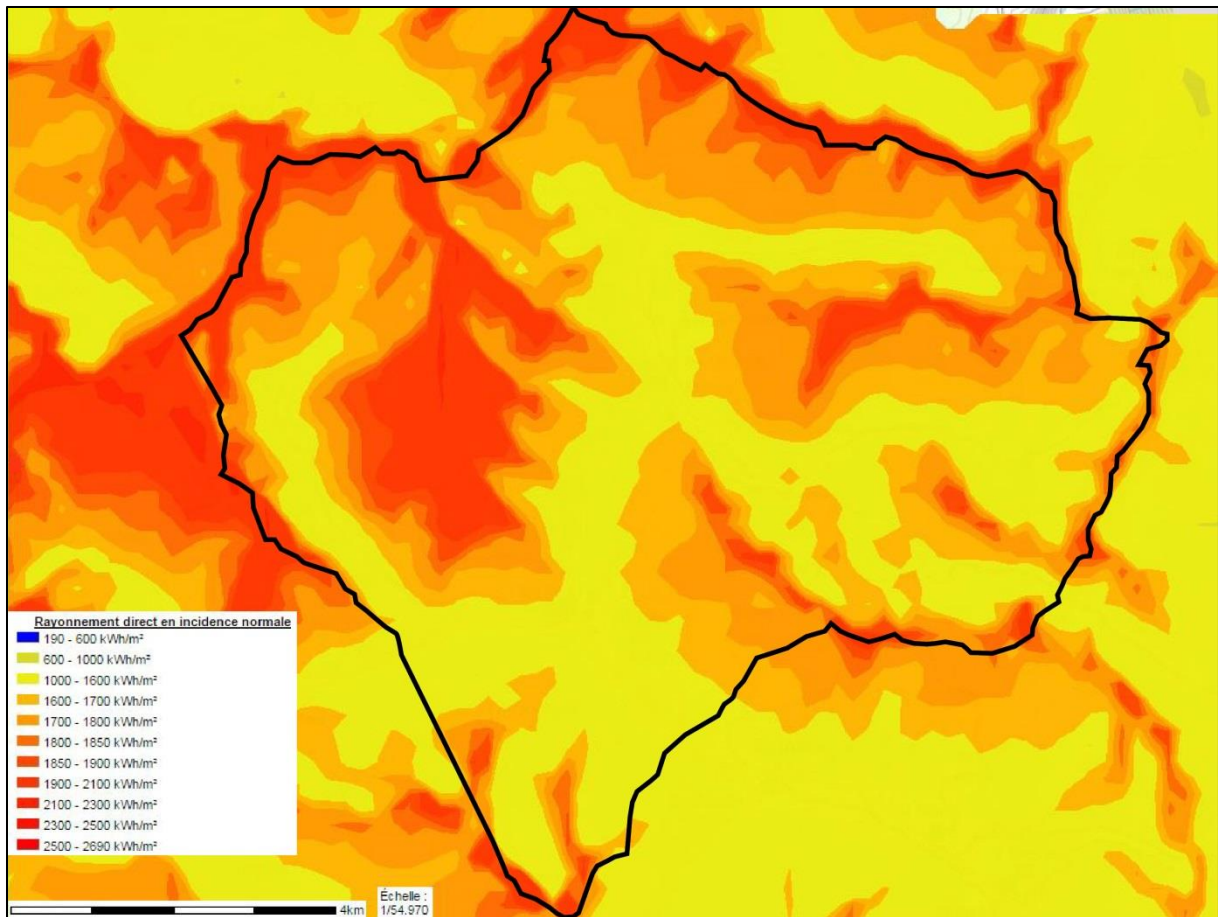 Rayonnement direct en incidence normale
190 - 600 kWh/m²
600 - 1000 kWh/m²
1000 - 1600 kWh/m²
1600 - 1700 kWh/m²
1700 - 1800 kWh/m²
1800 - 1850 kWh/m²
1850 - 1900 kWh/m²
1900 - 2100 kWh/m²
2100 - 2300 kWh/m²
2300 - 2500 kWh/m²
2500 - 2690 kWh/m²
4km
Échelle :
1/54.970